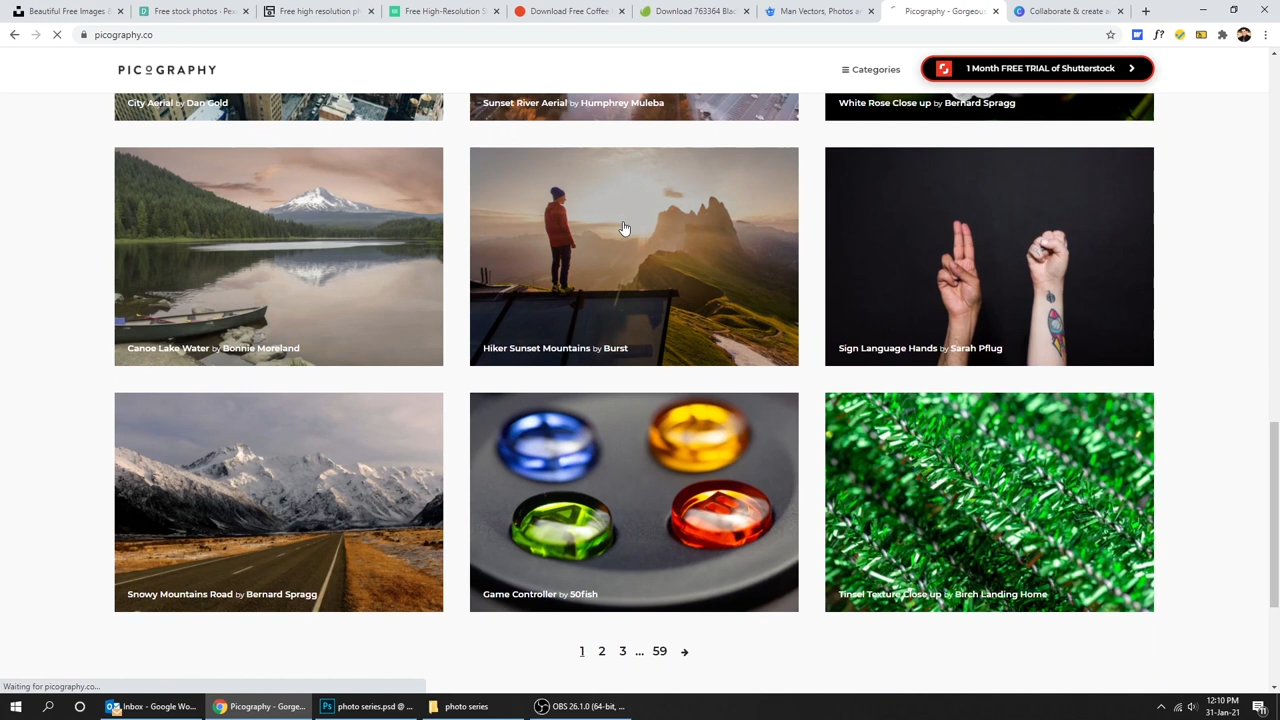 Beautiful Free
Free stock photos · Pex
Free high resolution ph
Free High-Resolution S
Download Free Coffee
Download 763364 Blac
Man Vectors, Photos a
Picography - Gorgeous
Collaborate & create a
picography.co
PICOGRAPHY
Categories
1 Month FREE TRIAL of Shutterstock
City Aerial by Dan Gold
Sunset River Aerial by Humphrey Muleba
White Rose Close up by Bernard Spragg
Canoe Lake Water by Bonnie Moreland
Hiker Sunset Mountains by Burst
Sign Language Hands by Sarah Pflug
Snowy Mountains Road by Bernard Spragg
Game Controller by 50fish
Tinsel Texture Close up by Birch Landing Home
1 2 3 ... 59
Waiting for picography.co...
Inbox - Google Wo...
Picography - Gorge...
photo series.psd @ ...
photo series
OBS 26.1.0 (64-bit, ...
12:10 PM
31-Jan-21